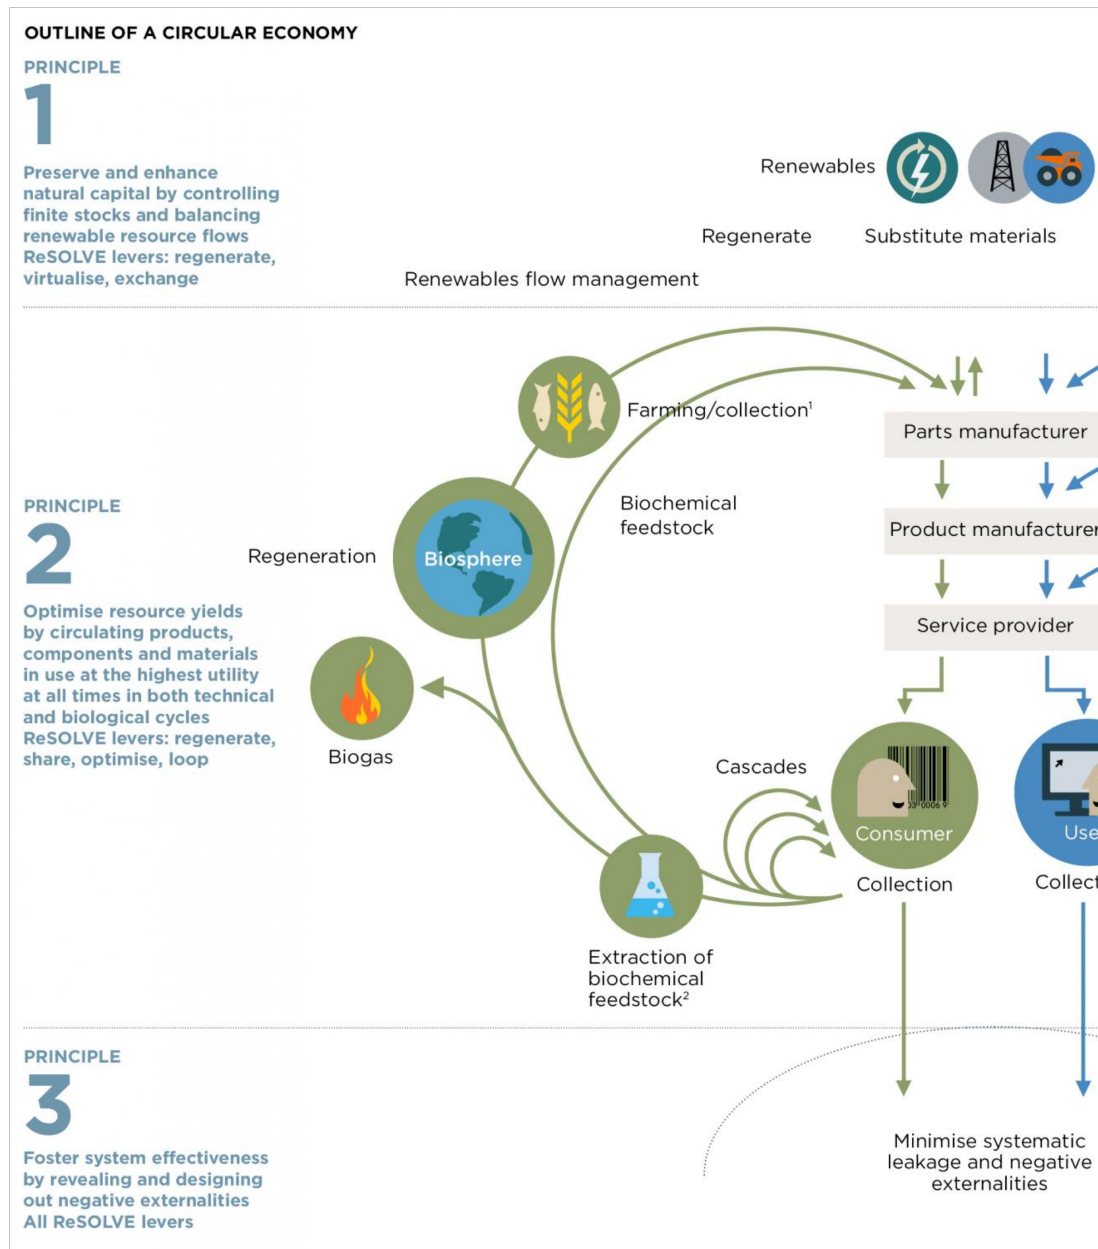 OUTLINE OF A CIRCULAR ECONOMY
PRINCIPLE
1
Preserve and enhance
natural capital by controlling
finite stocks and balancing
renewable resource flows
ReSOLVE levers: regenerate,
virtualise, exchange
Renewables
Regenerate
Substitute materials
Renewables flow management
PRINCIPLE
2
Optimise resource yields
by circulating products,
components and materials
in use at the highest utility
at all times in both technical
and biological cycles
ReSOLVE levers: regenerate,
share, optimise, loop
Farming/collection¹
Biochemical
feedstock
Regeneration
Biosphere
Biogas
Cascades
Parts manufacturer
Product manufacturer
Service provider
03 0006 9
Consumer
Use
Collection
Collect
Extraction of
biochemical
feedstock²
PRINCIPLE
3
Foster system effectiveness
by revealing and designing
out negative externalities
All ReSOLVE levers
Minimise systematic
leakage and negative
externalities